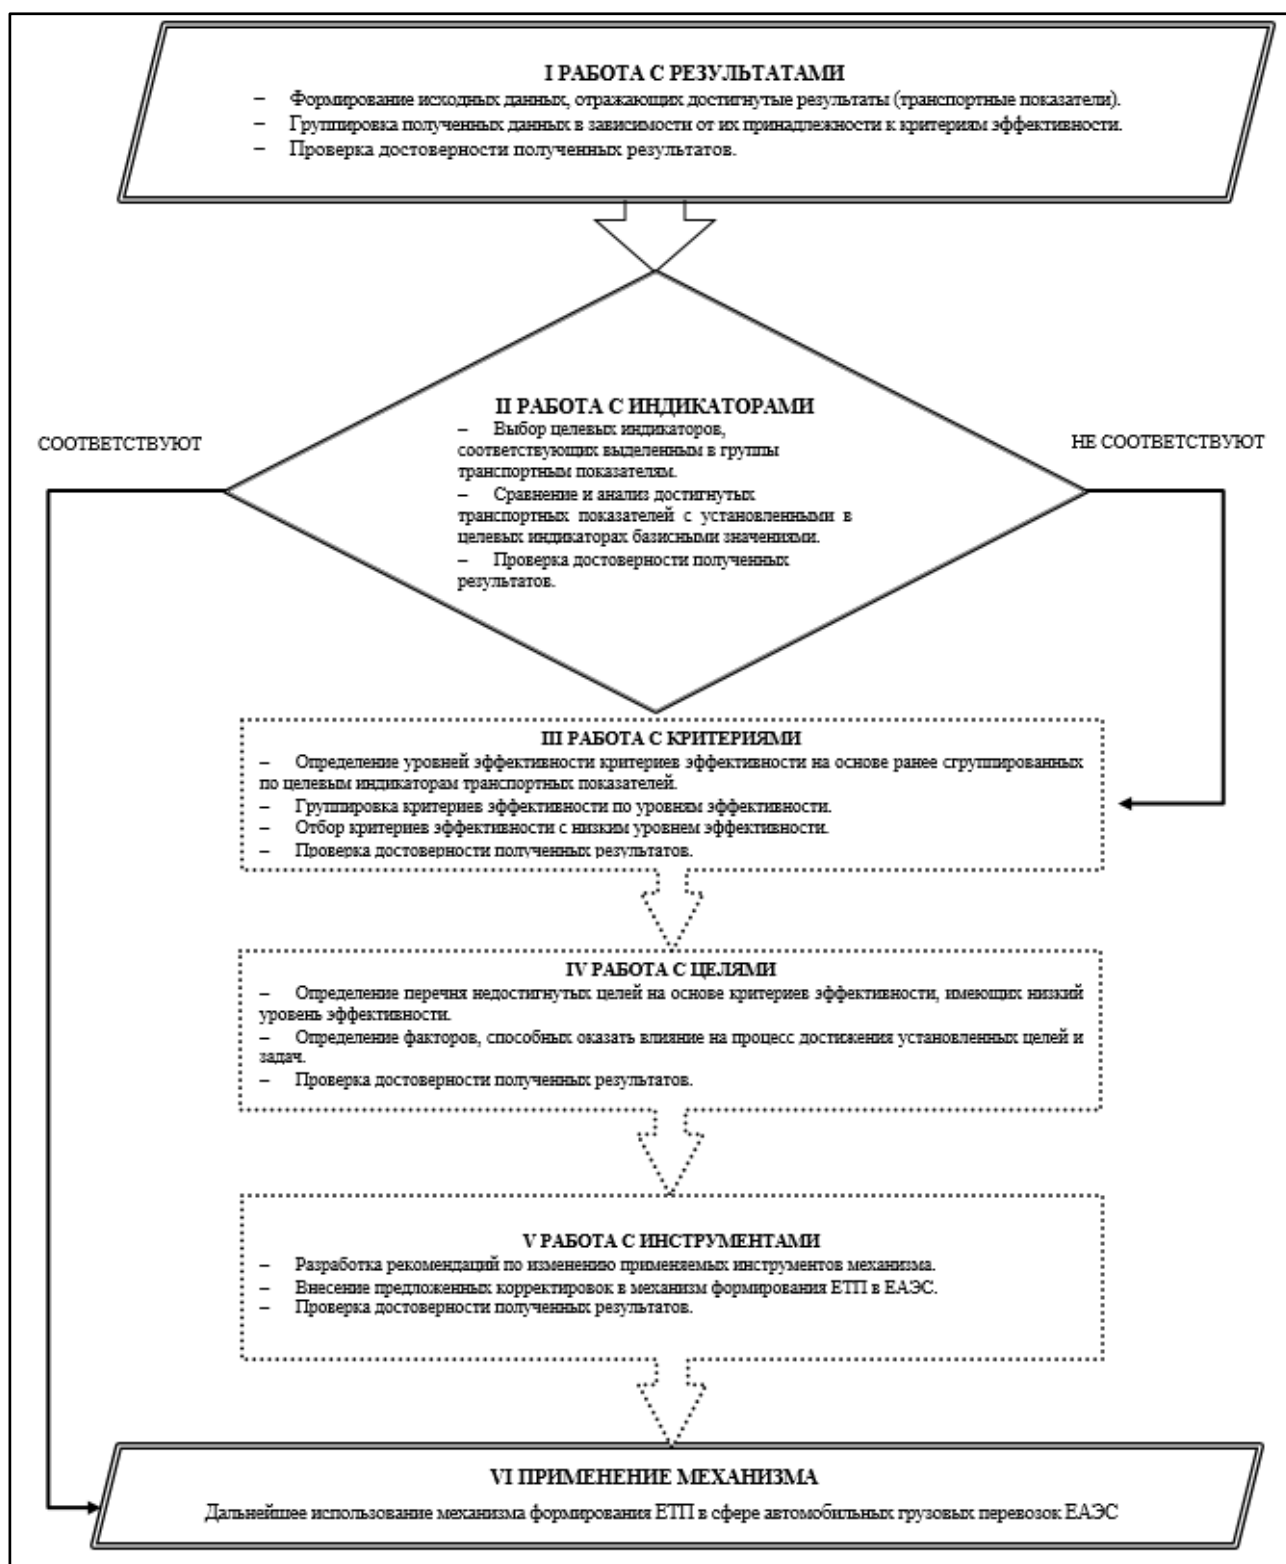 I РАБОТА С РЕЗУЛЬТАТАМИ
– Формирование исходных данных, отражающих достигнутые результаты (транспортные показатели).
– Группировка полученных данных в зависимости от их принадлежности к критериям эффективности.
– Проверка достоверности полученных результатов.
II РАБОТА С ИНДИКАТОРАМИ
– Выбор целевых индикаторов,
соответствующих выделенным в группы
транспортным показателям.
– Сравнение и анализ достигнутых
транспортных показателей с установленными в
целевых индикаторах базисными значениями.
– Проверка достоверности полученных
результатов.
СООТВЕТСТВУЮТ
НЕ СООТВЕТСТВУЮТ
III РАБОТА С КРИТЕРИЯМИ
– Определение уровней эффективности критериев эффективности на основе ранее сгруппированных
по целевым индикаторам транспортных показателей.
– Группировка критериев эффективности по уровням эффективности.
– Отбор критериев эффективности с низким уровнем эффективности.
– Проверка достоверности полученных результатов.
IV РАБОТА С ЦЕЛЯМИ
– Определение перечня недостигнутых целей на основе критериев эффективности, имеющих низкий
уровень эффективности.
– Определение факторов, способных оказать влияние на процесс достижения установленных целей и
задач.
– Проверка достоверности полученных результатов.
V РАБОТА С ИНСТРУМЕНТАМИ
– Разработка рекомендаций по изменению применяемых инструментов механизма.
– Внесение предложенных корректировок в механизм формирования ЕТП в ЕАЭС.
– Проверка достоверности полученных результатов.
VI ПРИМЕНЕНИЕ МЕХАНИЗМА
Дальнейшее использование механизма формирования ЕТП в сфере автомобильных грузовых перевозок ЕАЭС